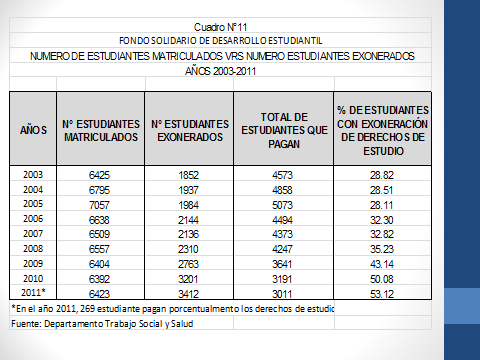 Cuadro N°11
FONDO SOLIDARIO DE DESARROLLO ESTUDIANTIL
NUMERO DE ESTUDIANTES MATRICULADOS VRS NUMERO ESTUDIANTES EXONERADOS
AÑOS 2003-2011
AÑOS N° ESTUDIANTES MATRICULADOS N° ESTUDIANTES EXONERADOS TOTAL DE ESTUDIANTES QUE PAGAN % DE ESTUDIANTES CON EXONERACIÓN DE DERECHOS DE ESTUDIO
2003 6425 1852 4573 28.82
2004 6795 1937 4858 28.51
2005 7057 1984 5073 28.11
2006 6638 2144 4494 32.30
2007 6509 2136 4373 32.82
2008 6557 2310 4247 35.23
2009 6404 2763 3641 43.14
2010 6392 3201 3191 50.08
2011* 6423 3412 3011 53.12
*En el año 2011, 269 estudiante pagan porcentualmento los derechos de estudio
Fuente: Departamento Trabajo Social y Salud